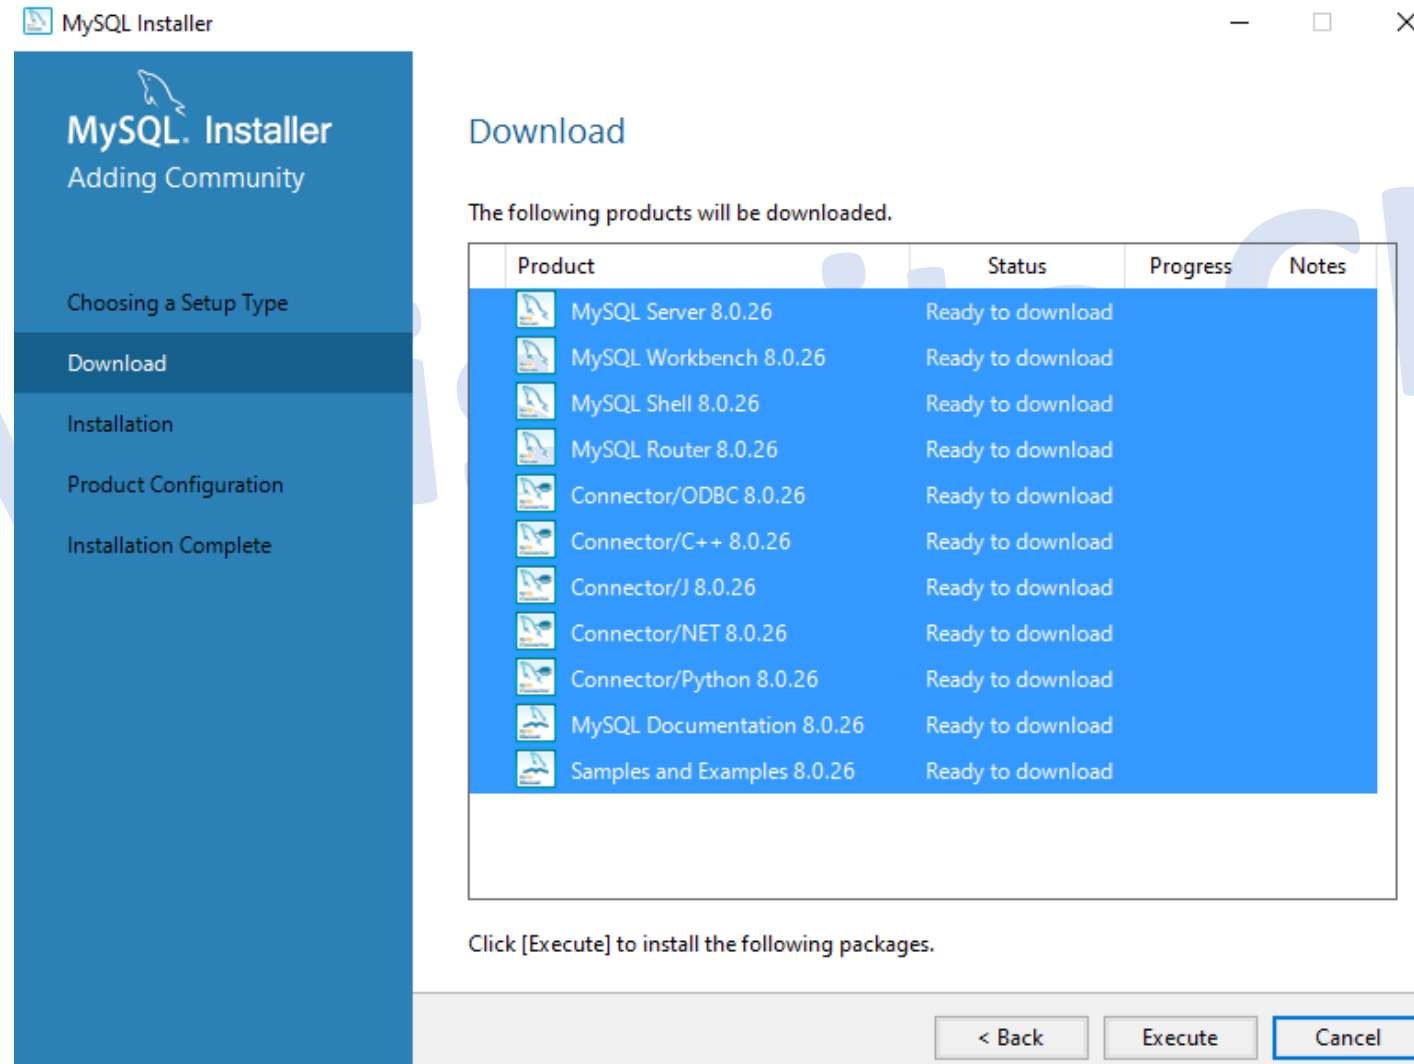 MySQL Installer
MySQL. Installer
Adding Community
Choosing a Setup Type
Download
Installation
Product Configuration
Installation Complete
Download
The following products will be downloaded.
Product Status Progress Notes
MySQL Server 8.0.26 Ready to download
MySQL Workbench 8.0.26 Ready to download
MySQL Shell 8.0.26 Ready to download
MySQL Router 8.0.26 Ready to download
Connector/ODBC 8.0.26 Ready to download
Connector/C++ 8.0.26 Ready to download
Connector/J 8.0.26 Ready to download
Connector/NET 8.0.26 Ready to download
Connector/Python 8.0.26 Ready to download
MySQL Documentation 8.0.26 Ready to download
Samples and Examples 8.0.26 Ready to download
Click [Execute] to install the following packages.
< Back Execute Cancel